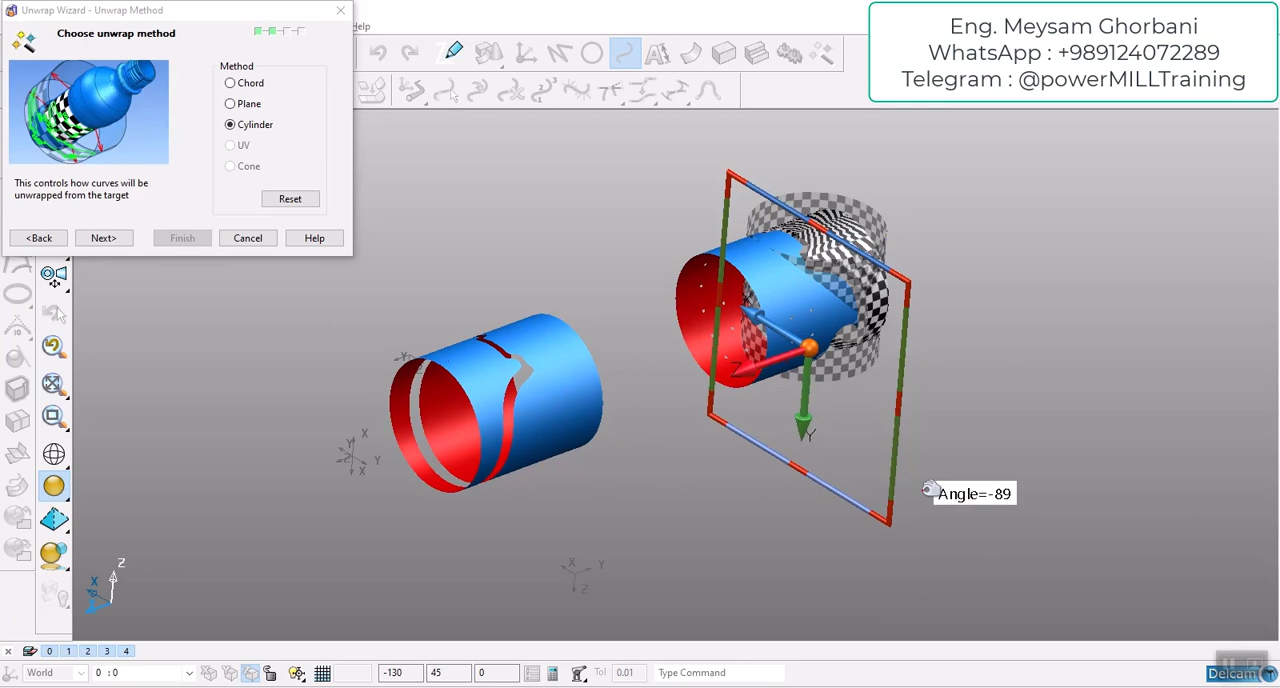 Unwrap Wizard - Unwrap Method
Choose unwrap method
Method
Chord
Plane
Cylinder
UV
Cone
Reset
This controls how curves will be
unwrapped from the target
<Back
Next>
Finish
Cancel
Help
Help
Eng. Meysam Ghorbani
WhatsApp : +989124072289
Telegram : @powerMILLTraining
Z
Y
Angle=-89
Y
Y X
Y
Z X
X Y
Z
Z
X
0 1 2 3 4
World
0 : 0
-130
45
0
Tol
0.01
Type Command
Delcam